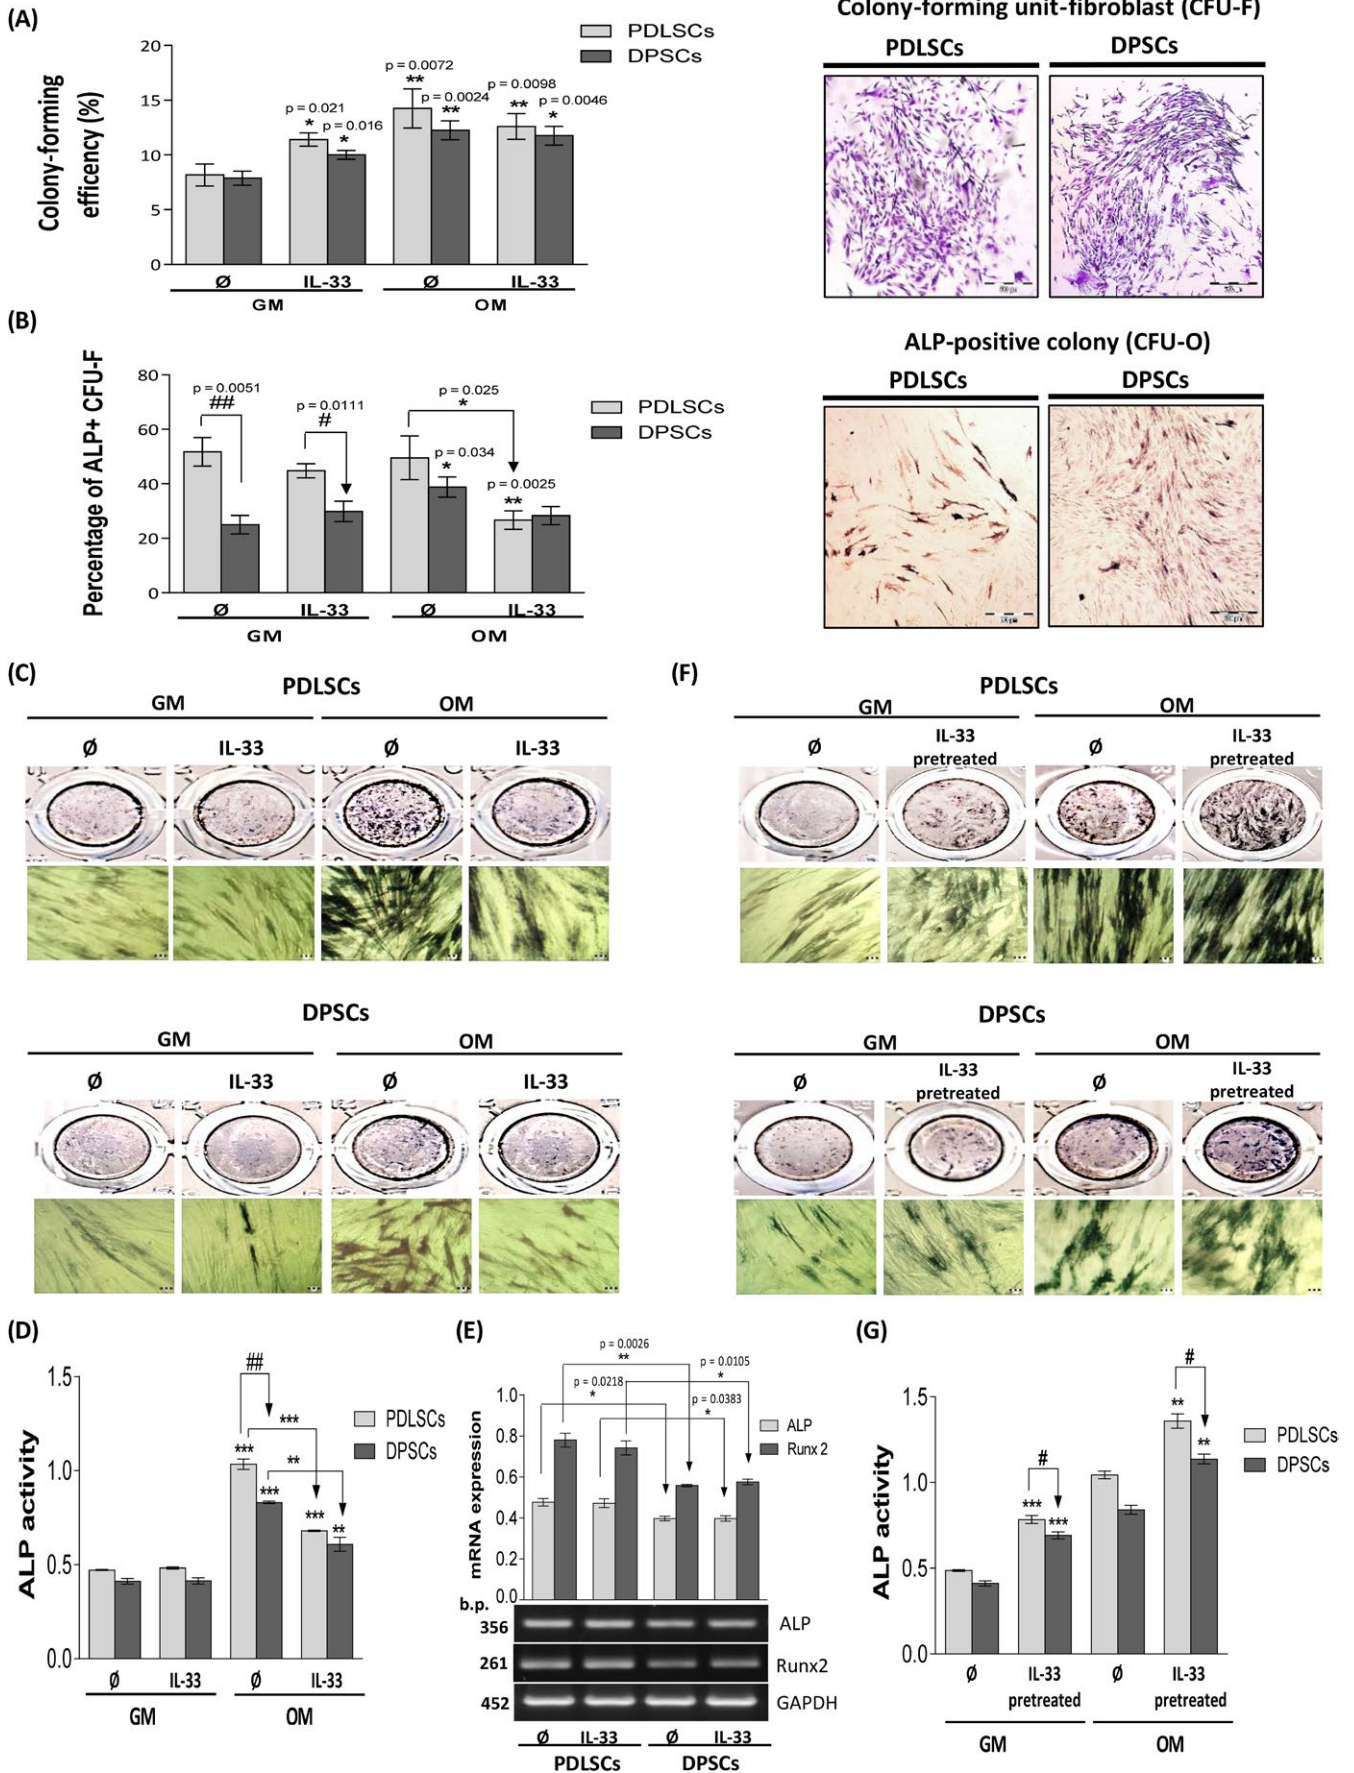 (A)
Colony-forming
efficency (%)
20
15
10
5
0
p = 0.021
*
p = 0.016
*
p = 0.0072
**
p = 0.0024
**
p = 0.0098
**
p = 0.0046
*
PDLSCs
DPSCs
Ø IL-33 Ø IL-33
GM OM
Colony-forming unit-fibroblast (CFU-F)
PDLSCs DPSCs
(B)
Percentage of ALP+ CFU-F
80
60
40
20
0
p = 0.0051
##
p = 0.0111
#
p = 0.025
*
p = 0.034
*
p = 0.0025
**
PDLSCs
DPSCs
Ø IL-33 Ø IL-33
GM OM
ALP-positive colony (CFU-O)
PDLSCs DPSCs
(C)
PDLSCs
GM OM
Ø IL-33 Ø IL-33
DPSCs
GM OM
Ø IL-33 Ø IL-33
(F)
PDLSCs
GM OM
Ø IL-33 pretreated Ø IL-33 pretreated
DPSCs
GM OM
Ø IL-33 pretreated Ø IL-33 pretreated
(D)
ALP activity
1.5
1.0
0.5
0.0
##
***
**
***
***
***
**
PDLSCs
DPSCs
Ø IL-33 Ø IL-33
GM OM
(E)
mRNA expression
1.0
0.8
0.6
0.4
0.2
0.0
p = 0.0026
**
p = 0.0105
*
p = 0.0218
*
p = 0.0383
*
ALP
Runx 2
b.p.
356 ALP
261 Runx2
452 GAPDH
Ø IL-33 Ø IL-33
PDLSCs DPSCs
(G)
ALP activity
1.5
1.0
0.5
0.0
#
***
***
#
**
**
PDLSCs
DPSCs
Ø IL-33 Ø IL-33
pretreated pretreated
GM OM